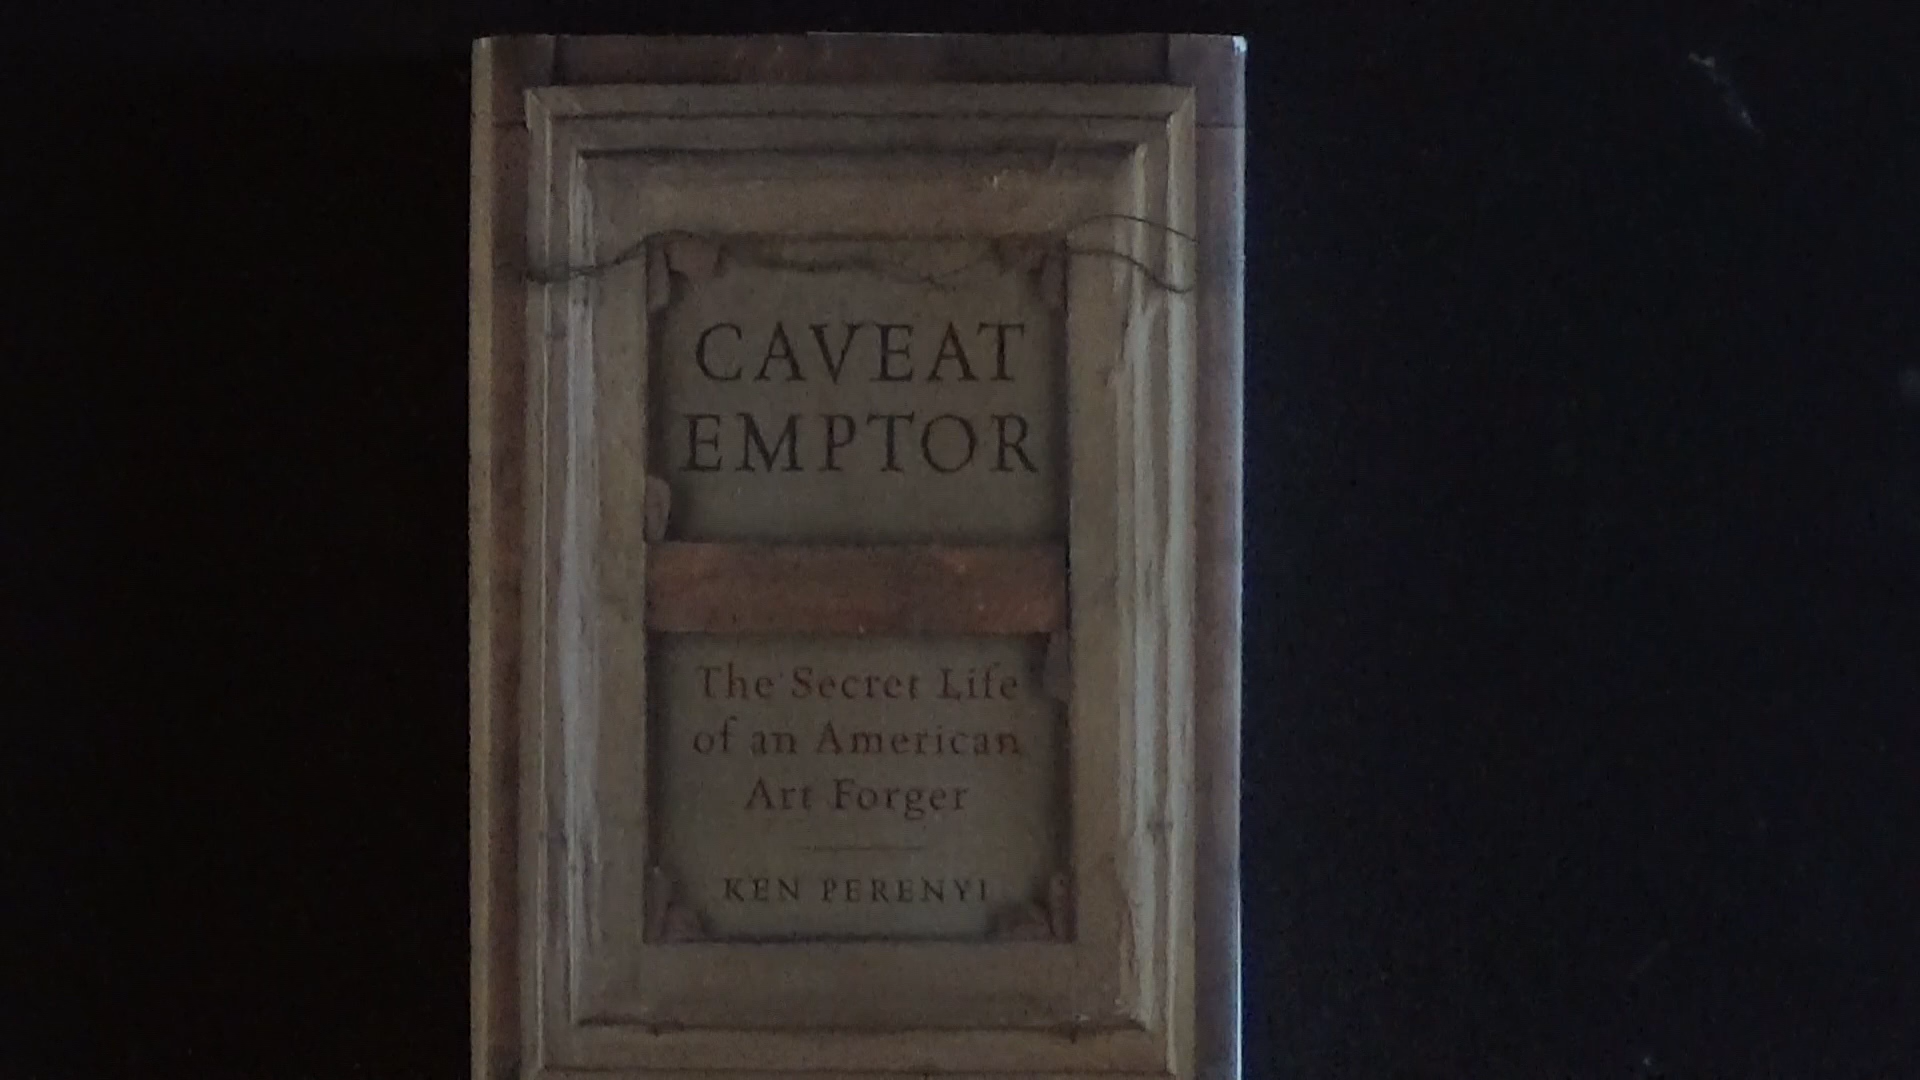 CAVEAT
EMPTOR
The Secret Life
of an American
Art Forger
KEN PERENYI